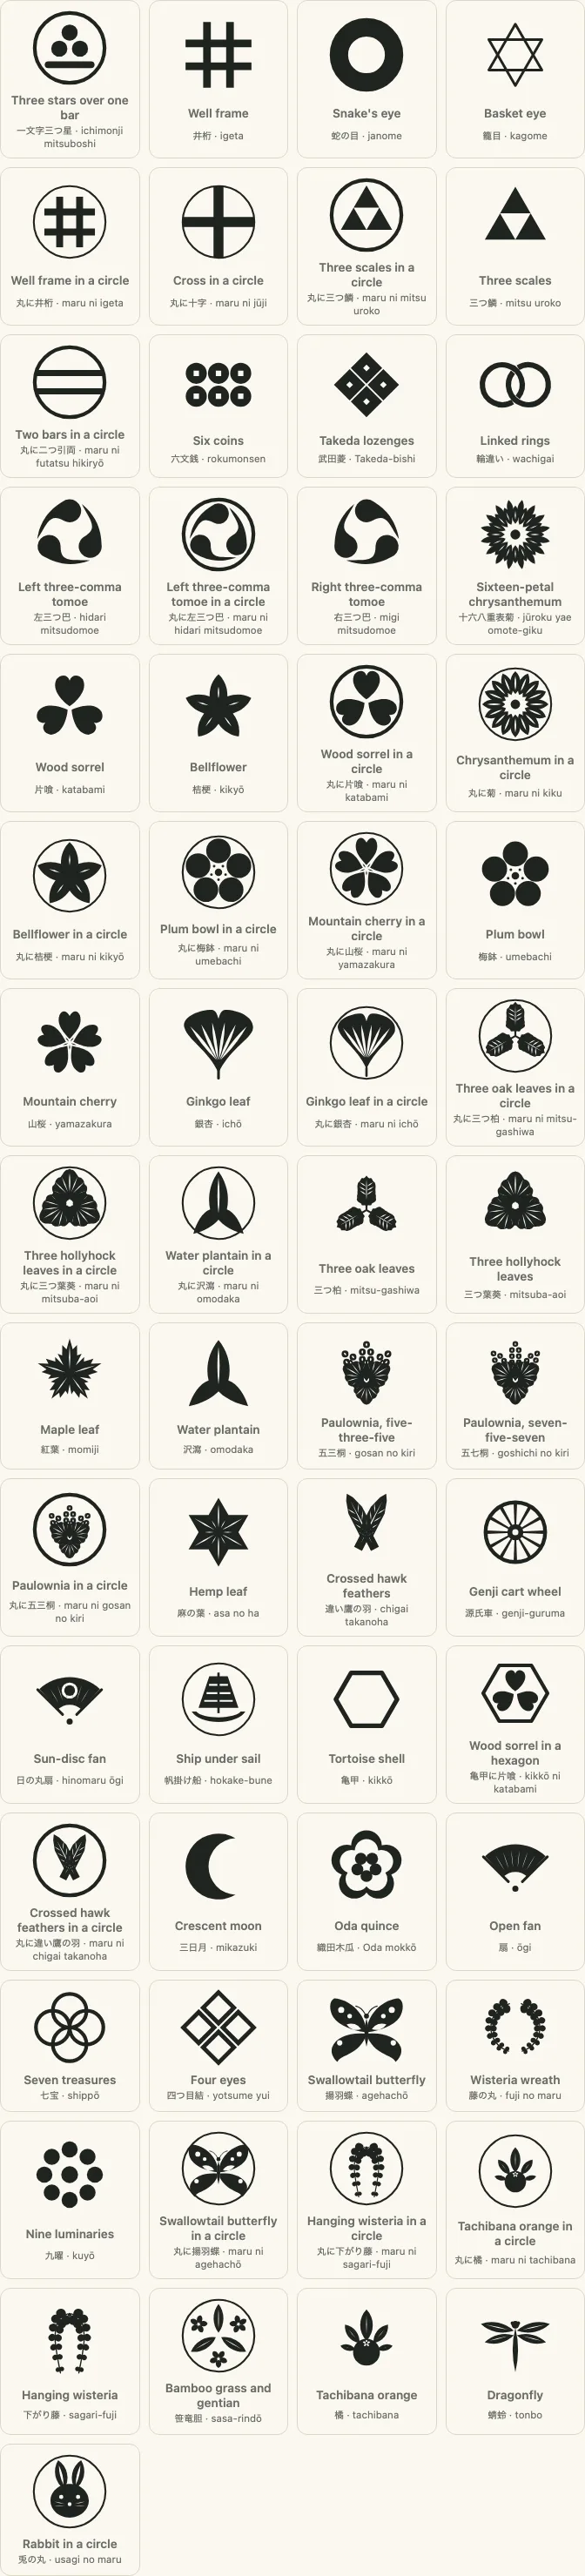 Three stars over one
bar
一文字三つ星 · ichimonji
mitsuboshi
Well frame
井桁 · igeta
Snake's eye
蛇の目 · janome
Basket eye
籠目 · kagome
Well frame in a circle
丸に井桁 · maru ni igeta
Cross in a circle
丸に十字 · maru ni jūji
Three scales in a
circle
丸に三つ鱗 · maru ni mitsu
uroko
Three scales
三つ鱗 · mitsu uroko
Two bars in a circle
丸に二つ引両 · maru ni
futatsu hikiryō
Six coins
六文銭 · rokumonsen
Takeda lozenges
武田菱 · Takeda-bishi
Linked rings
輪違い · wachigai
Left three-comma
tomoe
左三つ巴 · hidari
mitsudomoe
Left three-comma
tomoe in a circle
丸に左三つ巴 · maru ni
hidari mitsudomoe
Right three-comma
tomoe
右三つ巴 · migi
mitsudomoe
Sixteen-petal
chrysanthemum
十六八重表菊 · jūroku yae
omote-giku
Wood sorrel
片喰 · katabami
Bellflower
桔梗 · kikyō
Wood sorrel in a
circle
丸に片喰 · maru ni
katabami
Chrysanthemum in a
circle
丸に菊 · maru ni kiku
Bellflower in a circle
丸に桔梗 · maru ni kikyō
Plum bowl in a circle
丸に梅鉢 · maru ni
umebachi
Mountain cherry in a
circle
丸に山桜 · maru ni
yamazakura
Plum bowl
梅鉢 · umebachi
Mountain cherry
山桜 · yamazakura
Ginkgo leaf
銀杏 · ichō
Ginkgo leaf in a circle
丸に銀杏 · maru ni ichō
Three oak leaves in a
circle
丸に三つ柏 · maru ni mitsu-
gashiwa
Three hollyhock
leaves in a circle
丸に三つ葉葵 · maru ni
mitsuba-aoi
Water plantain in a
circle
丸に沢瀉 · maru ni
omodaka
Three oak leaves
三つ柏 · mitsu-gashiwa
Three hollyhock
leaves
三つ葉葵 · mitsuba-aoi
Maple leaf
紅葉 · momiji
Water plantain
沢瀉 · omodaka
Paulownia, five-
three-five
五三桐 · gosan no kiri
Paulownia, seven-
five-seven
五七桐 · goshichi no kiri
Paulownia in a circle
丸に五三桐 · maru ni gosan
no kiri
Hemp leaf
麻の葉 · asa no ha
Crossed hawk
feathers
違い鷹の羽 · chigai
takanoha
Genji cart wheel
源氏車 · genji-guruma
Sun-disc fan
日の丸扇 · hinomaru ōgi
Ship under sail
帆掛け船 · hokake-bune
Tortoise shell
亀甲 · kikkō
Wood sorrel in a
hexagon
亀甲に片喰 · kikkō ni
katabami
Crossed hawk
feathers in a circle
丸に違い鷹の羽 · maru ni
chigai takanoha
Crescent moon
三日月 · mikazuki
Oda quince
織田木瓜 · Oda mokkō
Open fan
扇 · ōgi
Seven treasures
七宝 · shippō
Four eyes
四つ目結 · yotsume yui
Swallowtail butterfly
揚羽蝶 · agehachō
Wisteria wreath
藤の丸 · fuji no maru
Nine luminaries
九曜 · kuyō
Swallowtail butterfly
in a circle
丸に揚羽蝶 · maru ni
agehachō
Hanging wisteria in a
circle
丸に下がり藤 · maru ni
sagari-fuji
Tachibana orange in
a circle
丸に橘 · maru ni tachibana
Hanging wisteria
下がり藤 · sagari-fuji
Bamboo grass and
gentian
笹竜胆 · sasa-rindō
Tachibana orange
橘 · tachibana
Dragonfly
蜻蛉 · tonbo
Rabbit in a circle
兎の丸 · usagi no maru